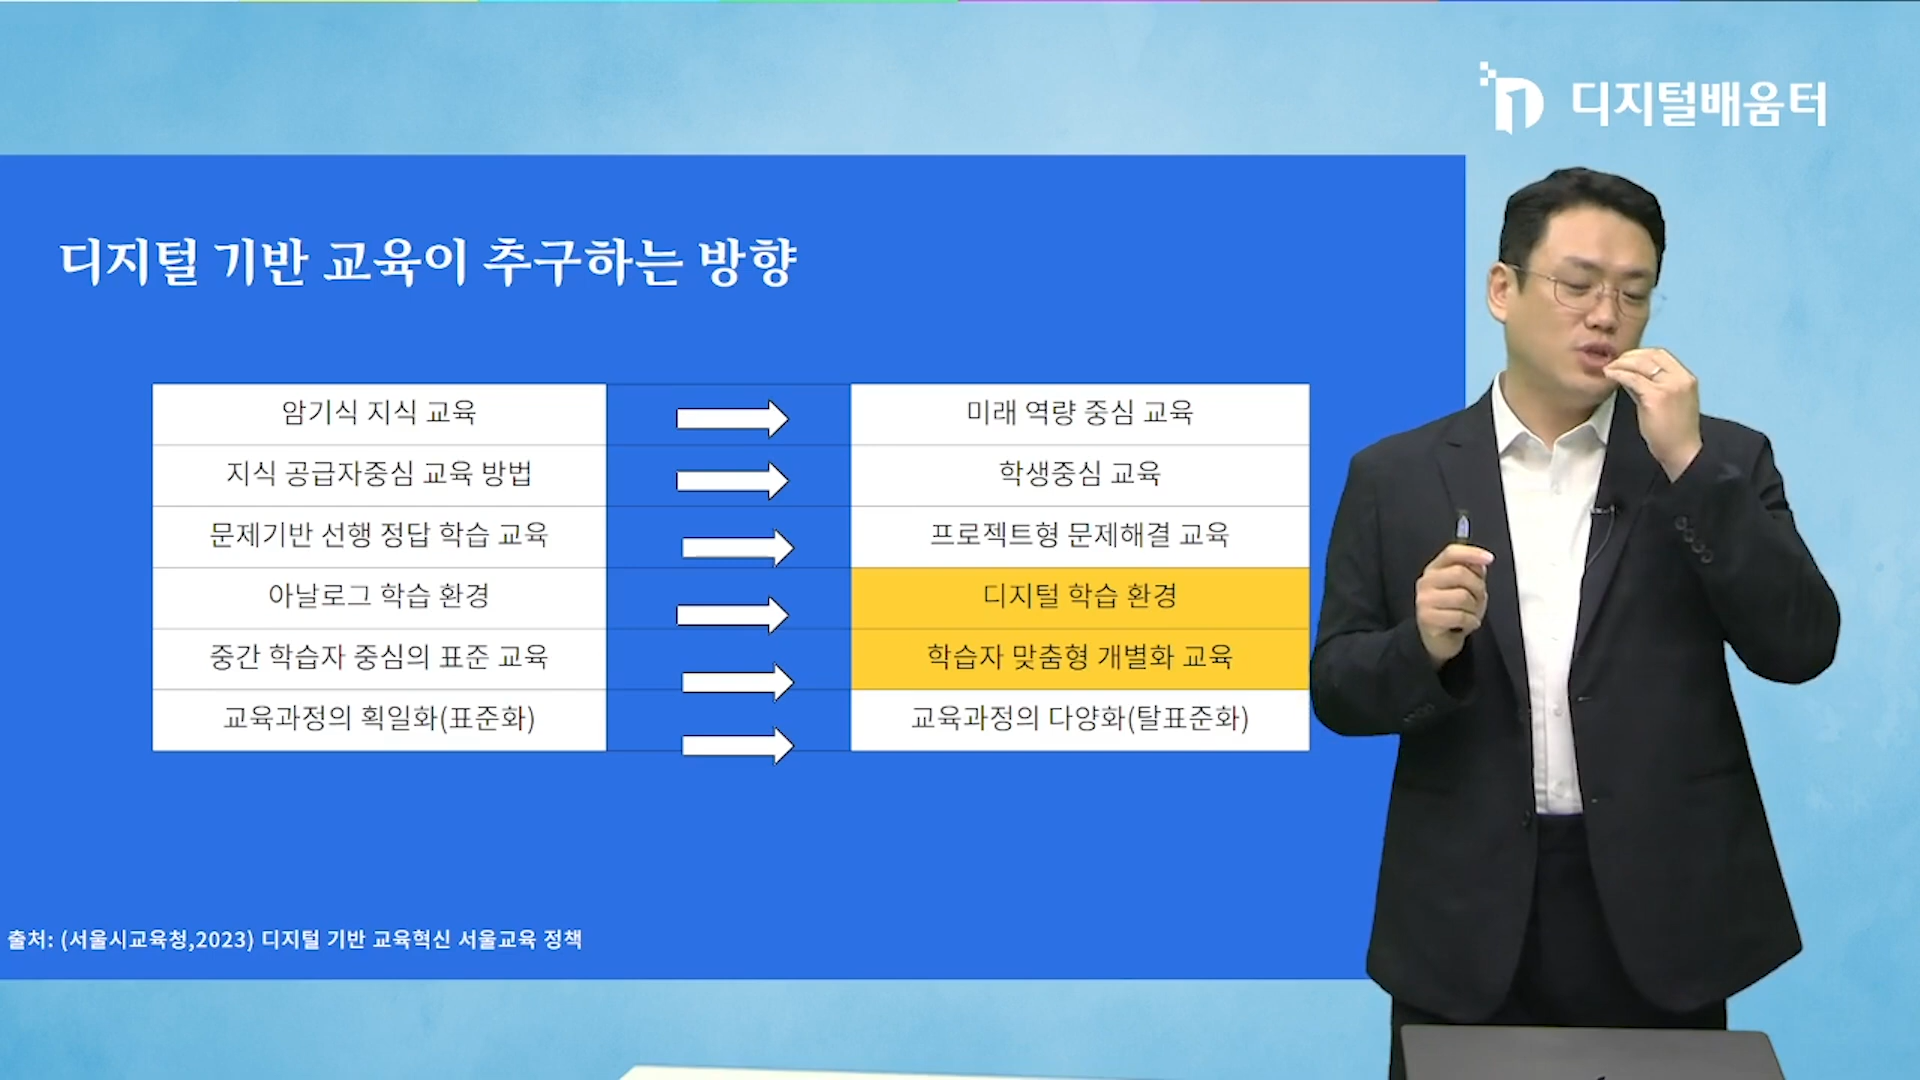 디지털배움터
디지털 기반 교육이 추구하는 방향
암기식 지식 교육
미래 역량 중심 교육
지식 공급자중심 교육 방법
학생중심 교육
문제기반 선행 정답 학습 교육
프로젝트형 문제해결 교육
아날로그 학습 환경
디지털 학습 환경
중간 학습자 중심의 표준 교육
학습자 맞춤형 개별화 교육
교육과정의 획일화(표준화)
교육과정의 다양화(탈표준화)
출처: (서울시교육청,2023) 디지털 기반 교육혁신 서울교육 정책